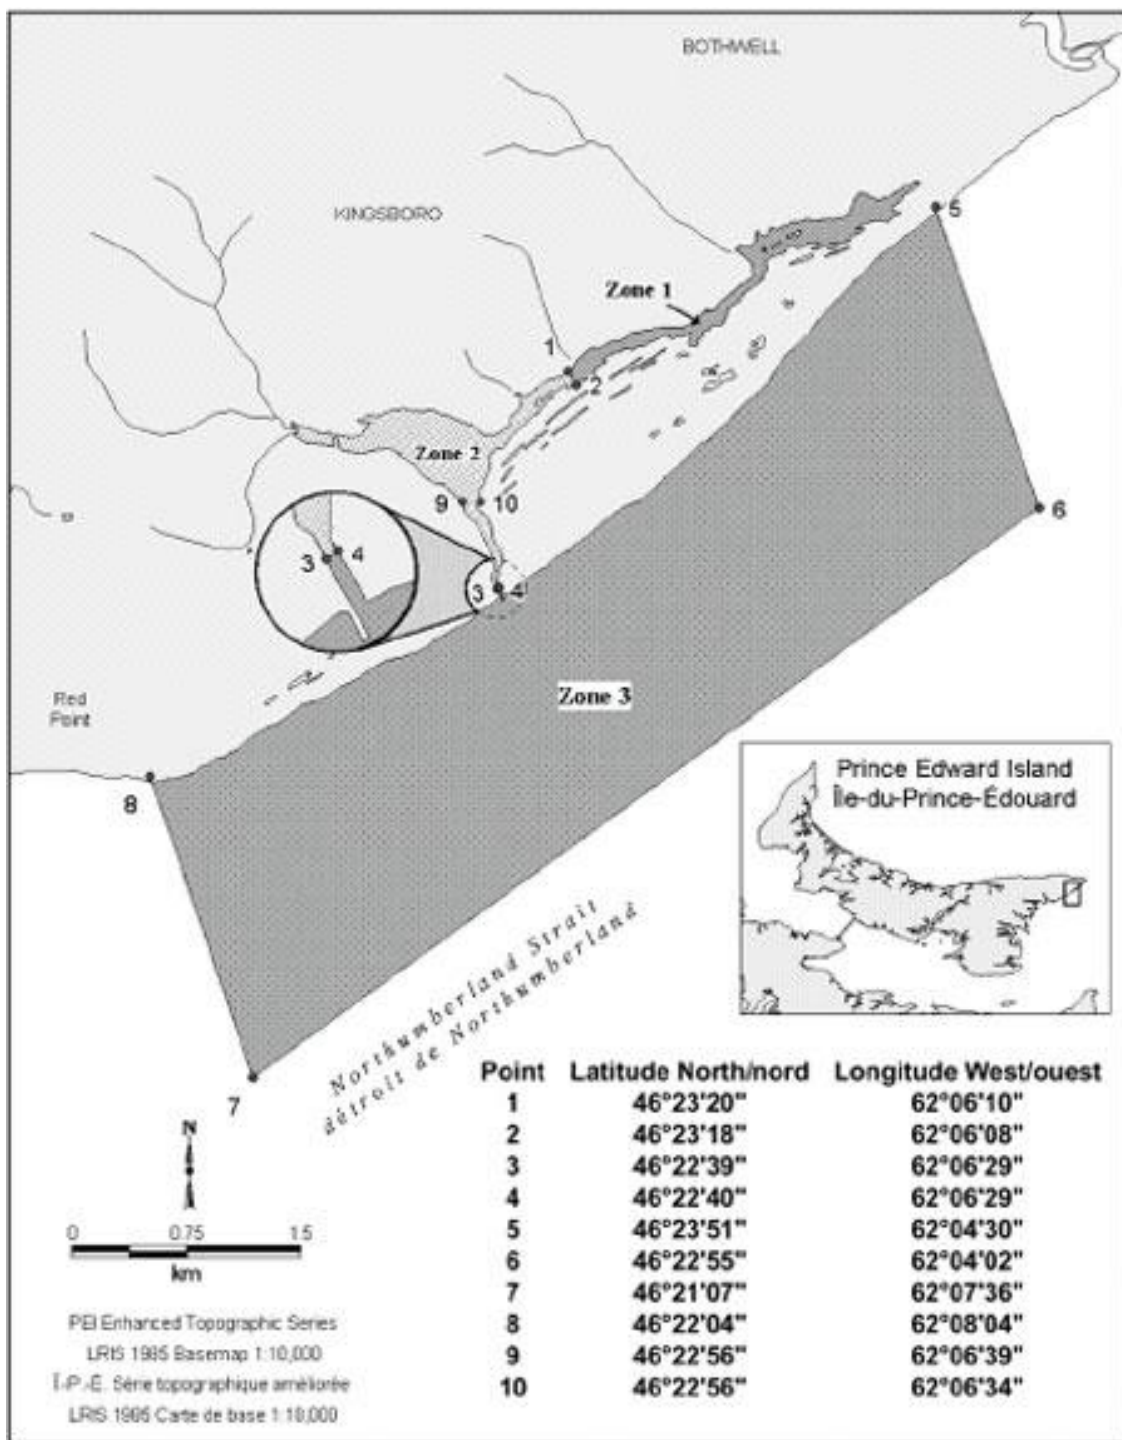 BOTHWELL
KINGSBORO
5
Zone 1
1
2
Zone 2
9 10
6
3 4
3 4
Zone 3
Red
Point
8
Prince Edward Island
Île-du-Prince-Édouard
Northumberland Strait
détroit de Northumberland
7
N
0 0.75 15
km
PEI Enhanced Topographic Series
LRIS 1985 Basemap 1:10,000
Î-P.-E. Série topographique améliorée
LRIS 1985 Carte de base 1:10,000
Point Latitude North/nord Longitude West/ouest
1 46°23'20" 62°06'10"
2 46°23'18" 62°06'08"
3 46°22'39" 62°06'29"
4 46°22'40" 62°06'29"
5 46°23'51" 62°04'30"
6 46°22'55" 62°04'02"
7 46°21'07" 62°07'36"
8 46°22'04" 62°08'04"
9 46°22'56" 62°06'39"
10 46°22'56" 62°06'34"